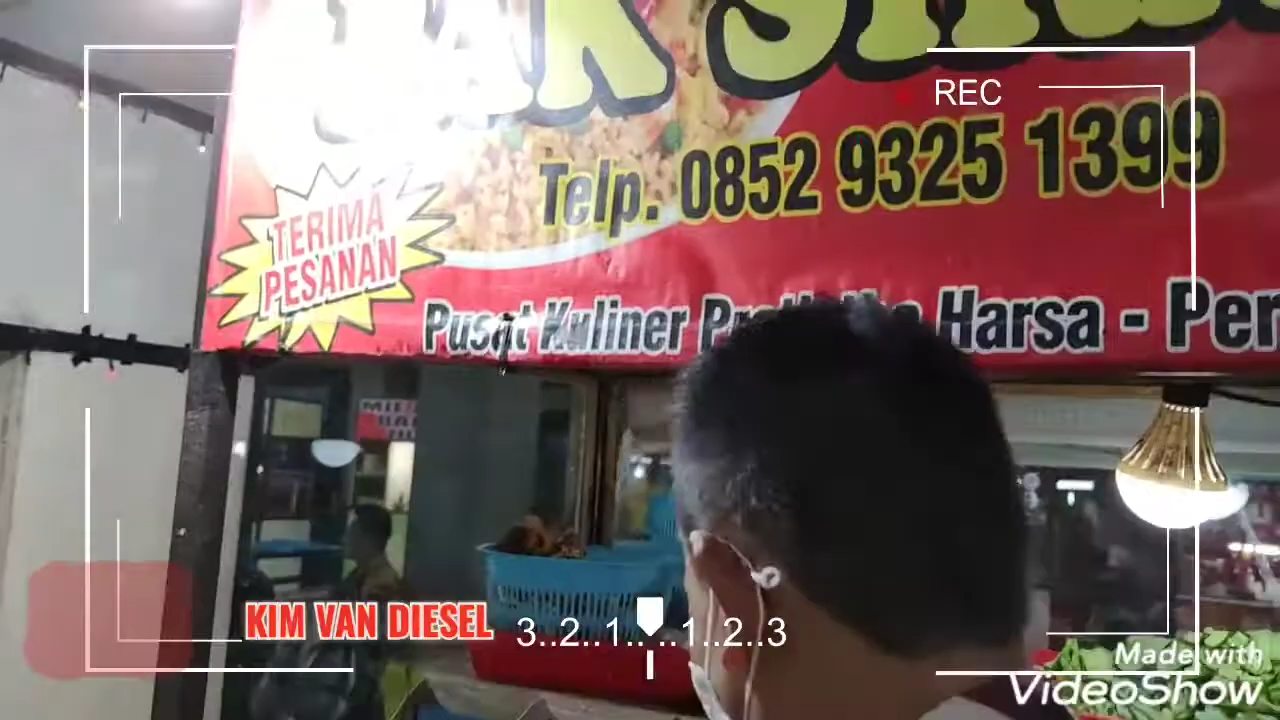 REC
Telp. 0852 9325 1399
TERIMA
PESANAN
Pusat Kuliner Harsa - Per
KIM VAN DIESEL
3..2..1.. ..1..2..3
Made with
VideoShow